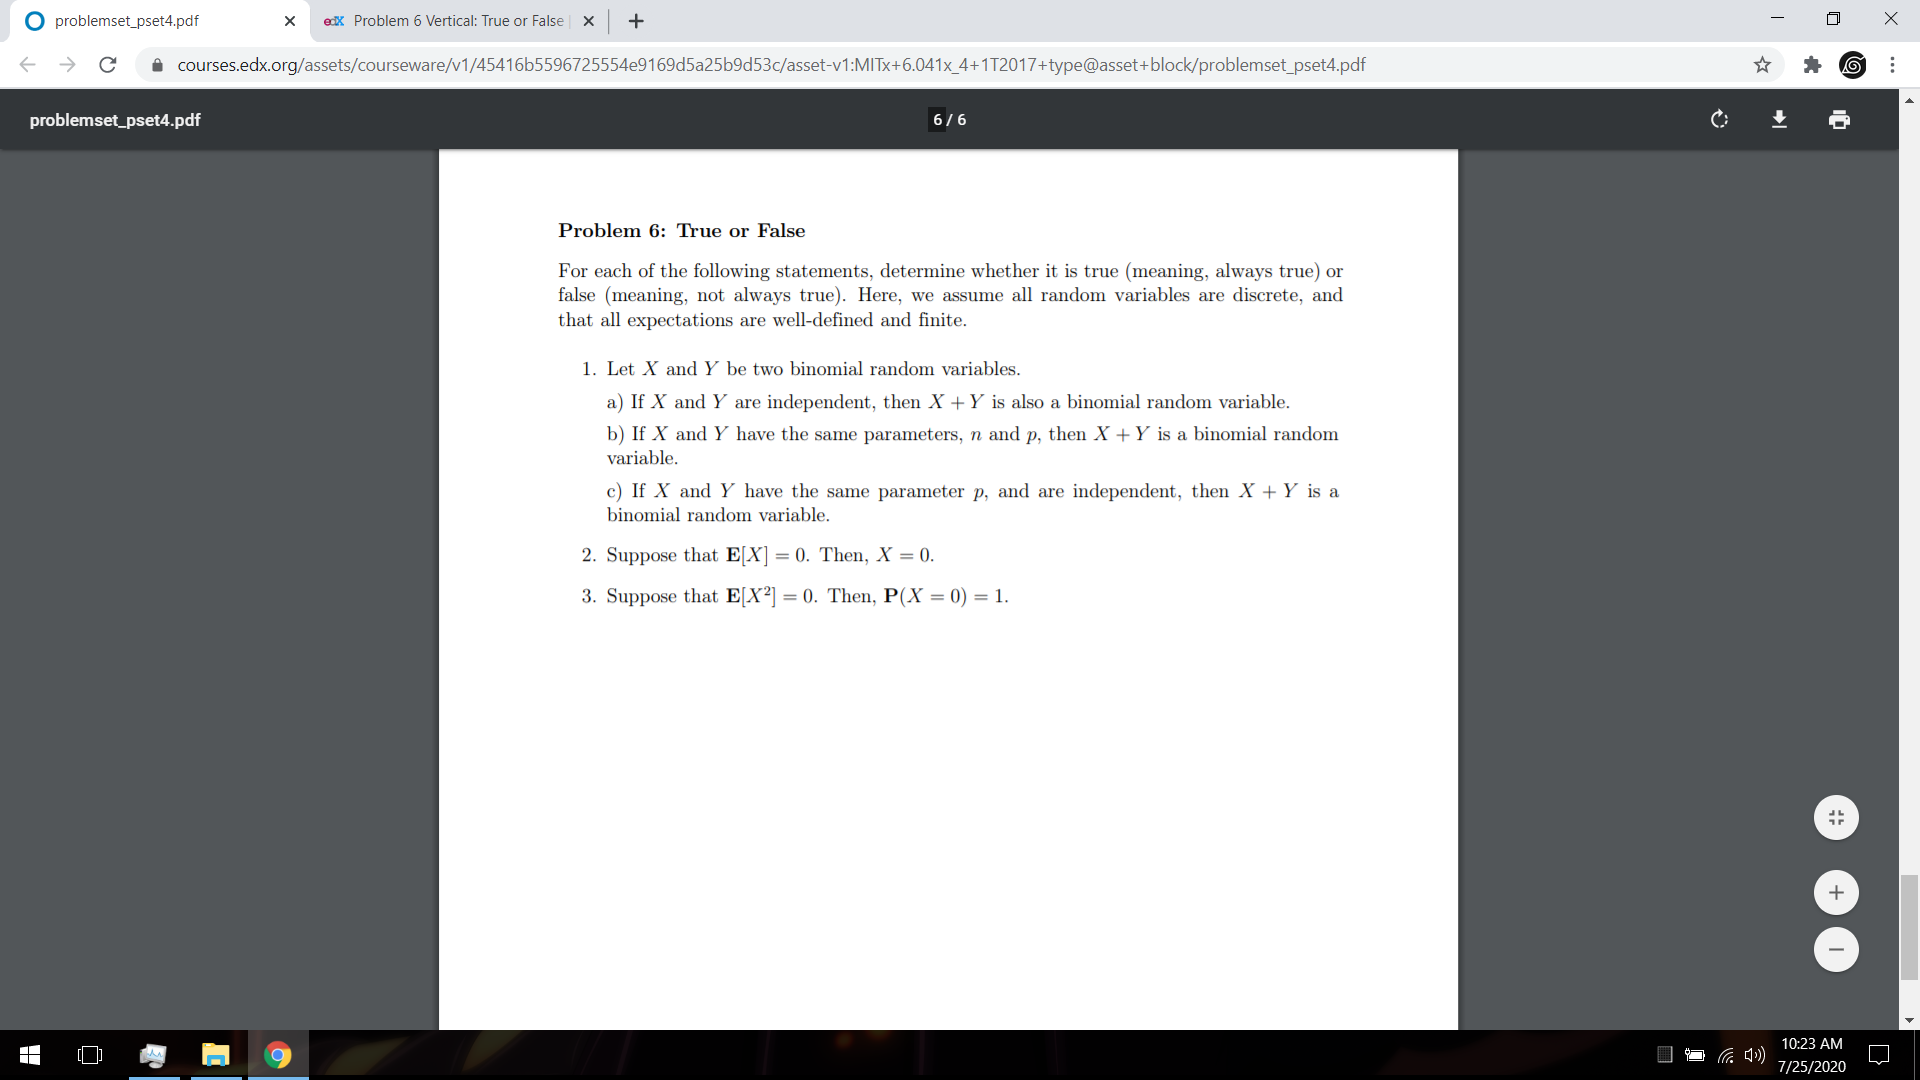 problemset_pset4.pdf
edX Problem 6 Vertical: True or False
courses.edx.org/assets/courseware/v1/45416b5596725554e9169d5a25b9d53c/asset-v1:MITx+6.041x_4+1T2017+type@asset+block/problemset_pset4.pdf
problemset_pset4.pdf
6 / 6
Problem 6: True or False
For each of the following statements, determine whether it is true (meaning, always true) or
false (meaning, not always true). Here, we assume all random variables are discrete, and
that all expectations are well-defined and finite.
1. Let X and Y be two binomial random variables.
a) If X and Y are independent, then X + Y is also a binomial random variable.
b) If X and Y have the same parameters, n and p, then X + Y is a binomial random
variable.
c) If X and Y have the same parameter p, and are independent, then X + Y is a
binomial random variable.
2. Suppose that E[X] = 0. Then, X = 0.
3. Suppose that E[X²] = 0. Then, P(X = 0) = 1.
10:23 AM
7/25/2020